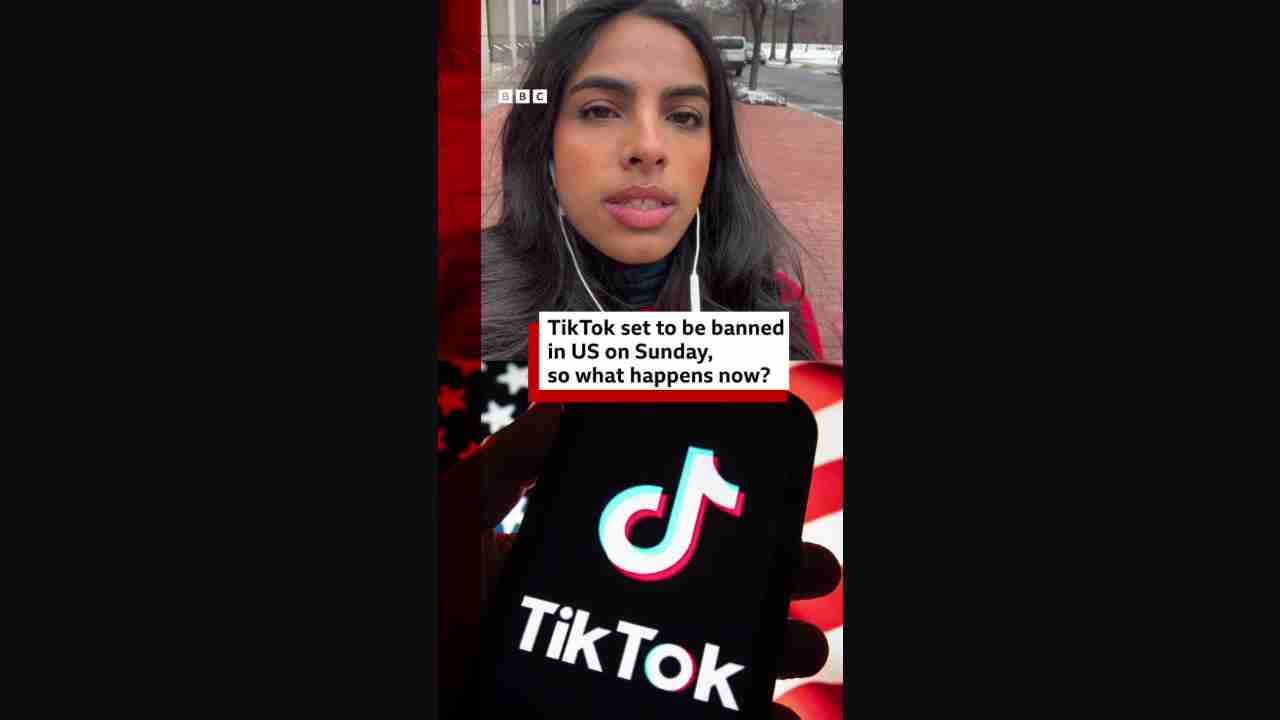 BBC
TikTok set to be banned
in US on Sunday,
so what happens now?
TikTok